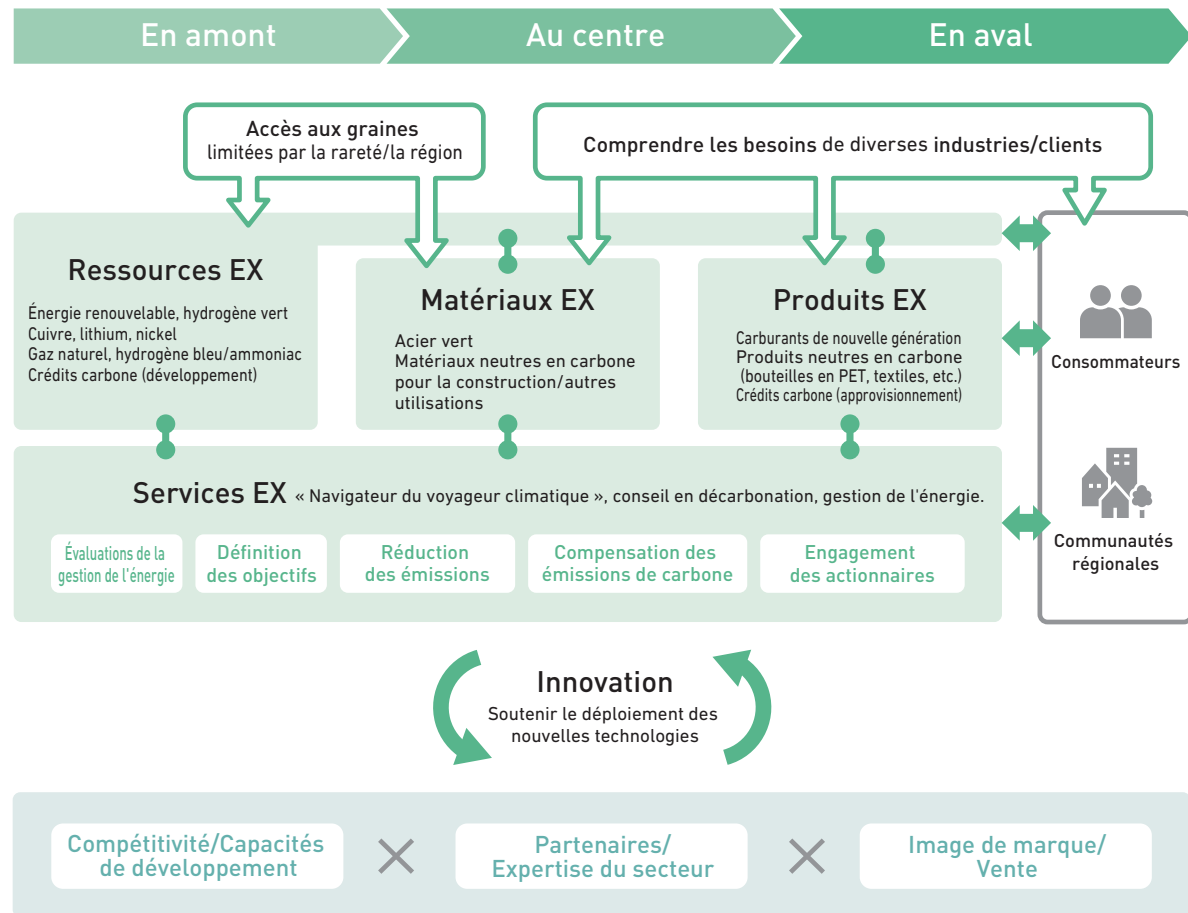 En amont
Au centre
En aval
Accès aux graines
limitées par la rareté/la région
Comprendre les besoins de diverses industries/clients
Ressources EX
Énergie renouvelable, hydrogène vert
Cuivre, lithium, nickel
Gaz naturel, hydrogène bleu/ammoniac
Crédits carbone (développement)
Matériaux EX
Acier vert
Matériaux neutres en carbone
pour la construction/autres
utilisations
Produits EX
Carburants de nouvelle génération
Produits neutres en carbone
(bouteilles en PET, textiles, etc.)
Crédits carbone (approvisionnement)
Consommateurs
Communautés
régionales
Services EX « Navigateur du voyageur climatique », conseil en décarbonation, gestion de l'énergie.
Évaluations de la
gestion de l'énergie
Définition
des objectifs
Réduction
des émissions
Compensation des
émissions de carbone
Engagement
des actionnaires
Innovation
Soutenir le déploiement des
nouvelles technologies
Compétitivité/Capacités
de développement
Partenaires/
Expertise du secteur
Image de marque/
Vente